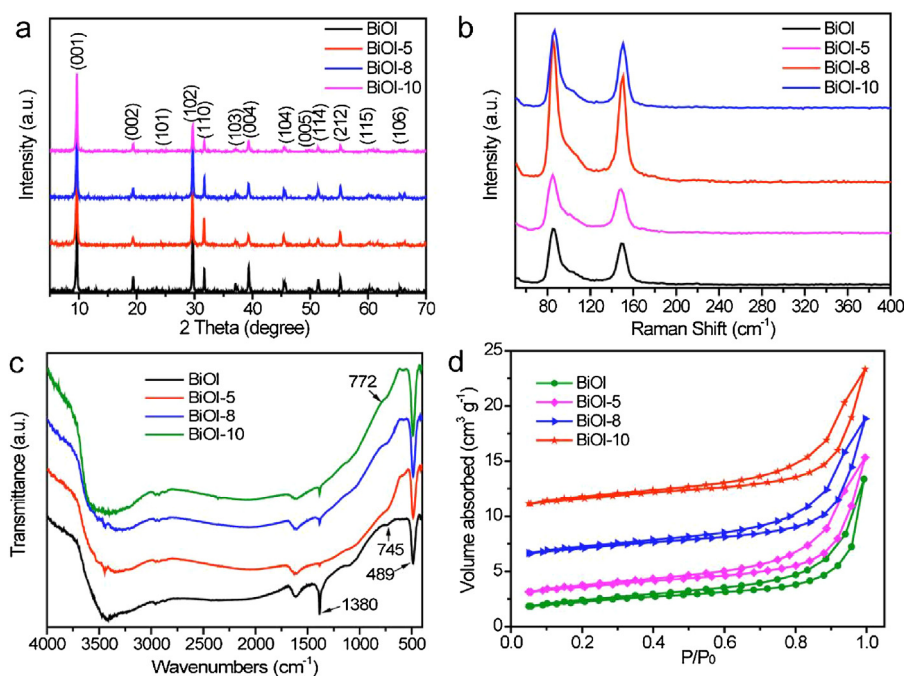 a
(001)
(002)
(101)
(102)
(110)
(103)
(004)
(104)
(005)
(114)
(212)
(115)
(106)
BiOI
BiOI-5
BiOI-8
BiOI-10
Intensity (a.u.)
10 20 30 40 50 60 70
2 Theta (degree)
b
BiOI
BiOI-5
BiOI-8
BiOI-10
Intensity (a.u.)
80 120 160 200 240 280 320 360 400
Raman Shift (cm⁻¹)
c
BiOI
BiOI-5
BiOI-8
BiOI-10
772
745
489
1380
Transmittance (a.u.)
4000 3500 3000 2500 2000 1500 1000 500
Wavenumbers (cm⁻¹)
d
BiOI
BiOI-5
BiOI-8
BiOI-10
Volume absorbed (cm³ g⁻¹)
25
20
15
10
5
0
0.0 0.2 0.4 0.6 0.8 1.0
P/P₀